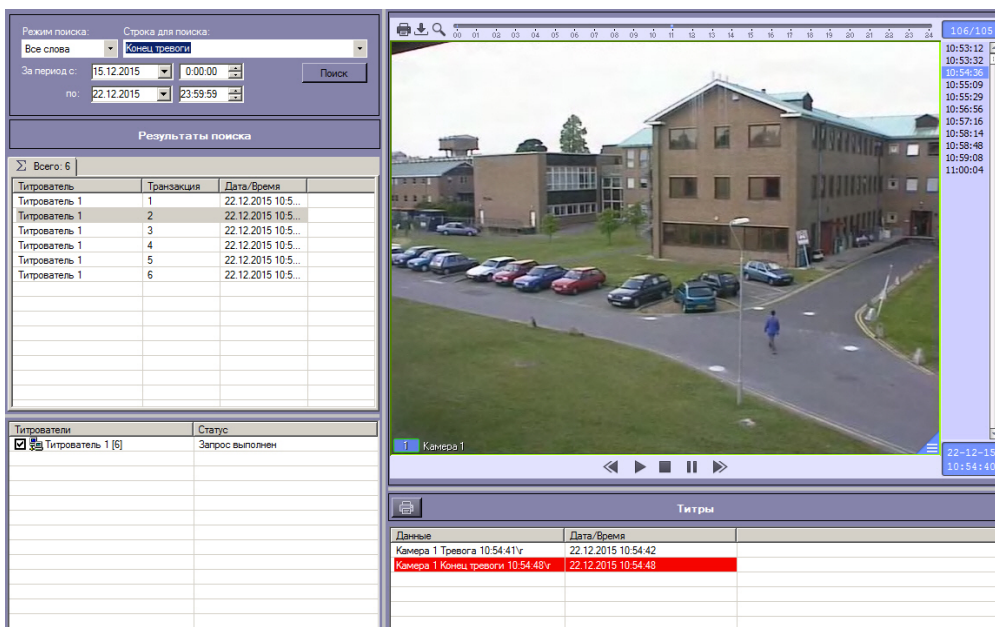 Режим поиска: Строка для поиска:
Все слова Конец тревоги
За период с: 15.12.2015 0:00:00 Поиск
по: 22.12.2015 23:59:59
Результаты поиска
Σ Всего: 6
Титрователь Транзакция Дата/Время
Титрователь 1 1 22.12.2015 10:5...
Титрователь 1 2 22.12.2015 10:5...
Титрователь 1 3 22.12.2015 10:5...
Титрователь 1 4 22.12.2015 10:5...
Титрователь 1 5 22.12.2015 10:5...
Титрователь 1 6 22.12.2015 10:5...
Титрователи Статус
Титрователь 1 [6] Запрос выполнен
00 01 02 03 04 05 06 07 08 09 10 11 12 13 14 15 16 17 18 19 20 21 22 23 24
106/105
10:53:12
10:53:32
10:54:36
10:55:09
10:55:29
10:56:56
10:57:16
10:58:14
10:58:48
10:59:08
11:00:04
1 Камера 1
22-12-15
10:54:40
Титры
Данные Дата/Время
Камера 1 Тревога 10:54:41\r 22.12.2015 10:54:42
Камера 1 Конец тревоги 10:54:48\r 22.12.2015 10:54:48